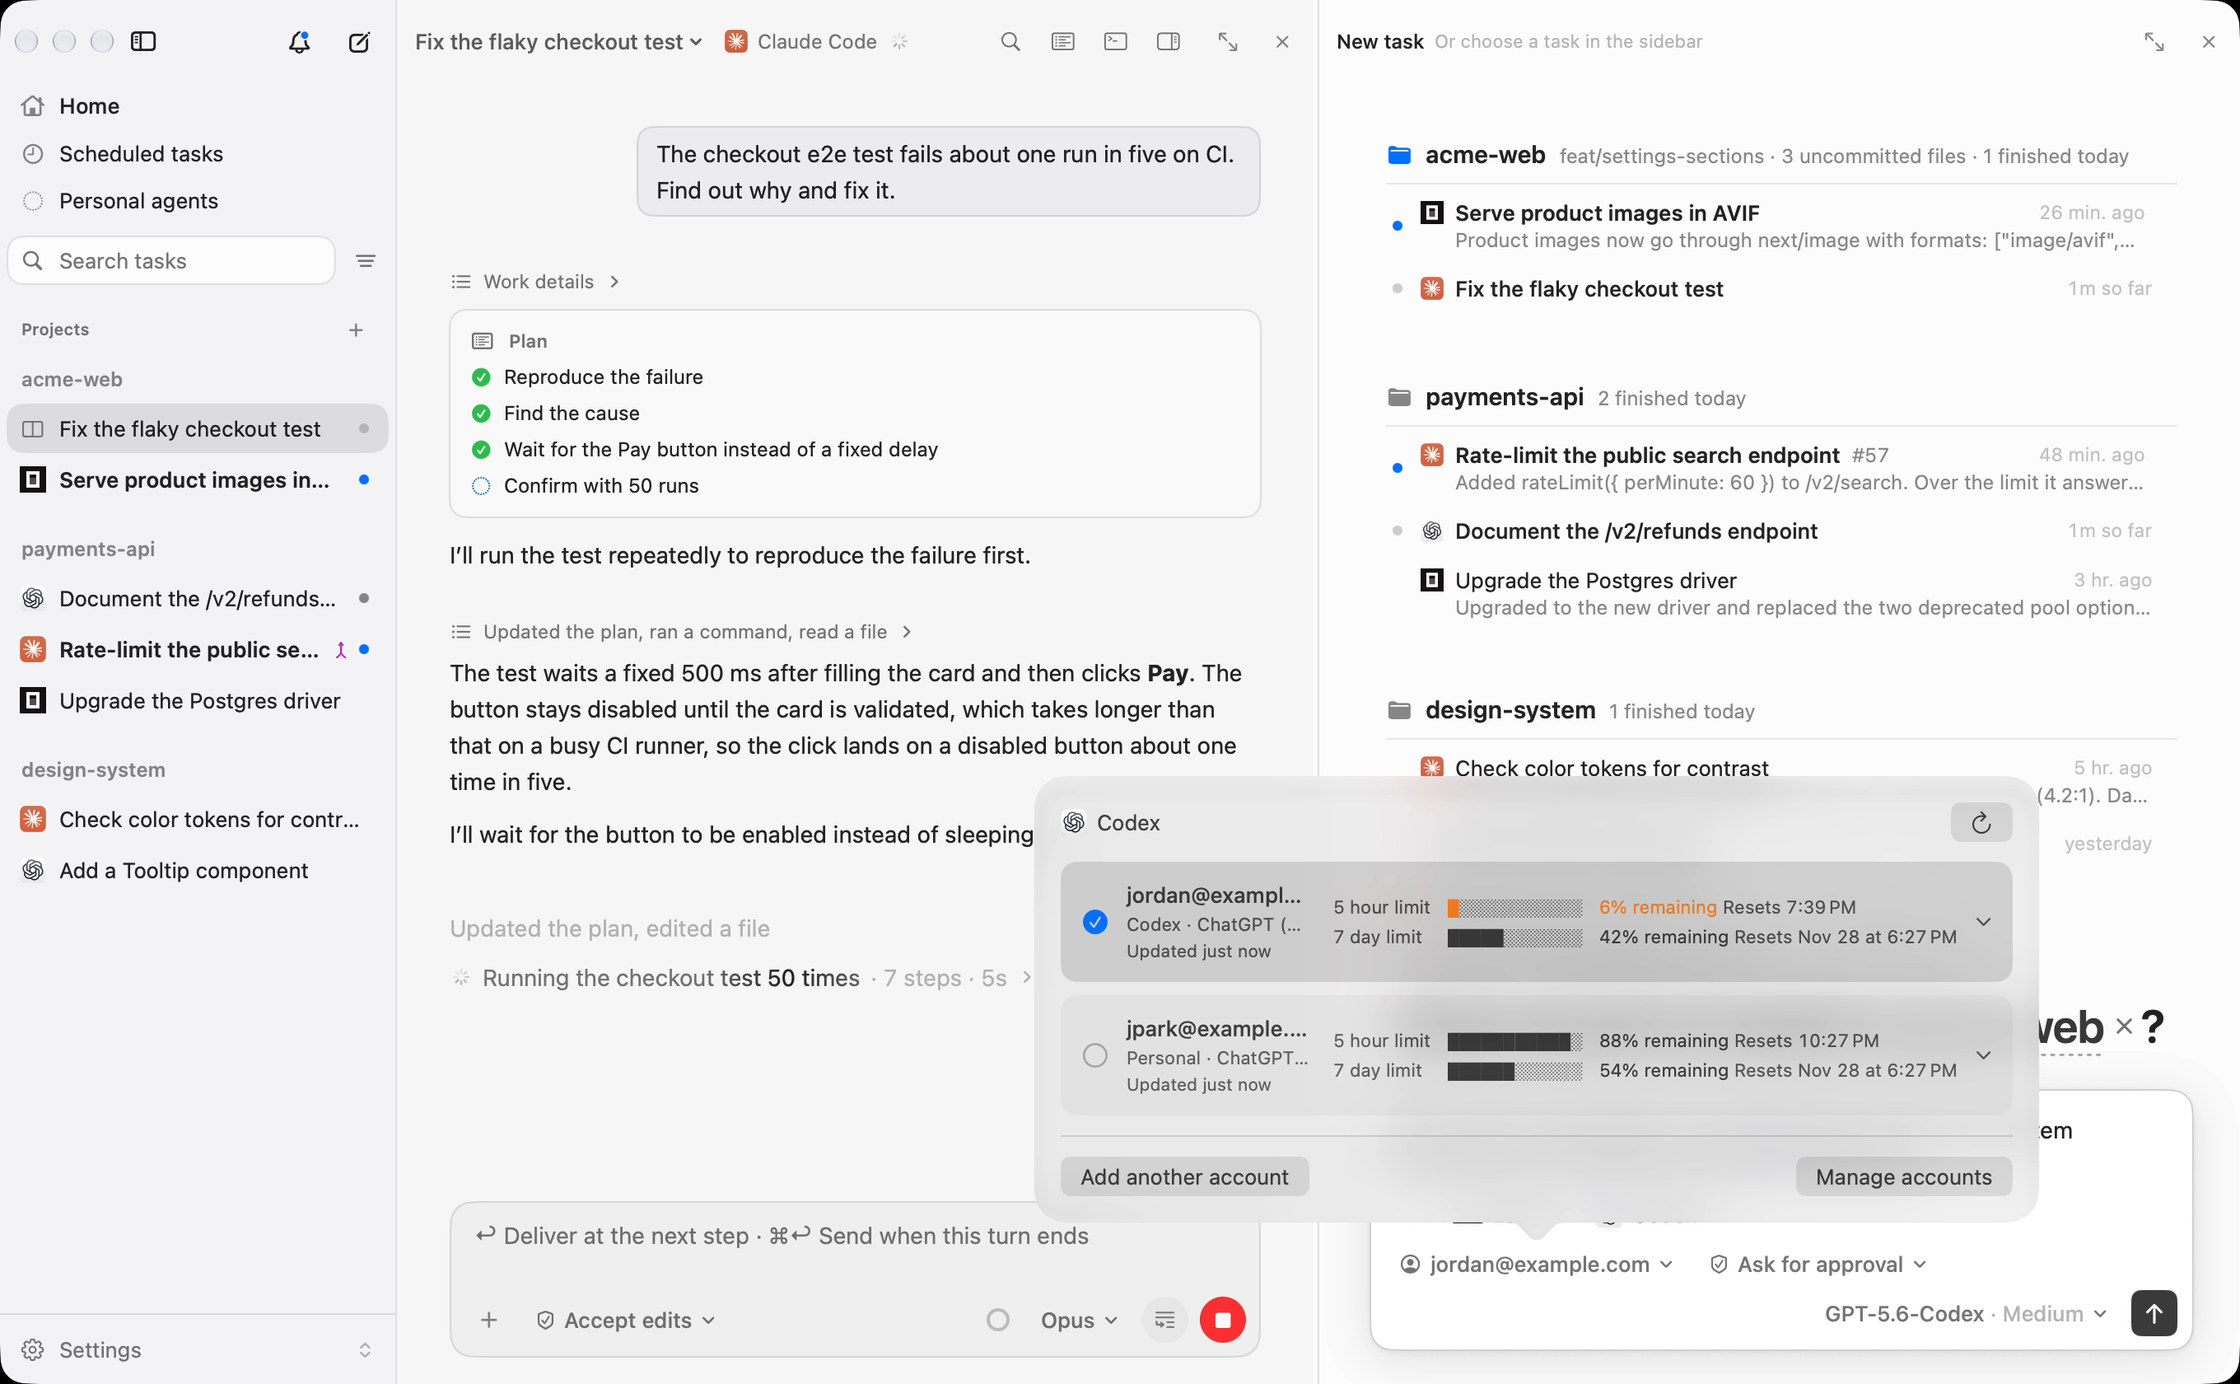 Home
Scheduled tasks
Personal agents
Search tasks
Projects
acme-web
Fix the flaky checkout test
Serve product images in...
payments-api
Document the /v2/refunds...
Rate-limit the public se...
Upgrade the Postgres driver
design-system
Check color tokens for contr...
Add a Tooltip component
Settings
Fix the flaky checkout test
Claude Code
The checkout e2e test fails about one run in five on CI.
Find out why and fix it.
Work details
Plan
Reproduce the failure
Find the cause
Wait for the Pay button instead of a fixed delay
Confirm with 50 runs
I’ll run the test repeatedly to reproduce the failure first.
Updated the plan, ran a command, read a file
The test waits a fixed 500 ms after filling the card and then clicks Pay. The
button stays disabled until the card is validated, which takes longer than
that on a busy CI runner, so the click lands on a disabled button about one
time in five.
I’ll wait for the button to be enabled instead of sleeping
Updated the plan, edited a file
Running the checkout test 50 times · 7 steps · 5s
↩ Deliver at the next step · ⌘↩ Send when this turn ends
Accept edits
Opus
New task Or choose a task in the sidebar
acme-web feat/settings-sections · 3 uncommitted files · 1 finished today
Serve product images in AVIF 26 min. ago
Product images now go through next/image with formats: ["image/avif",...
Fix the flaky checkout test 1m so far
payments-api 2 finished today
Rate-limit the public search endpoint #57 48 min. ago
Added rateLimit({ perMinute: 60 }) to /v2/search. Over the limit it answer...
Document the /v2/refunds endpoint 1m so far
Upgrade the Postgres driver 3 hr. ago
Upgraded to the new driver and replaced the two deprecated pool option...
design-system 1 finished today
Check color tokens for contrast 5 hr. ago
(4.2:1). Da...
yesterday
Codex
jordan@exampl...
Codex · ChatGPT (...
Updated just now
5 hour limit 6% remaining Resets 7:39 PM
7 day limit 42% remaining Resets Nov 28 at 6:27 PM
jpark@example....
Personal · ChatGPT...
Updated just now
5 hour limit 88% remaining Resets 10:27 PM
7 day limit 54% remaining Resets Nov 28 at 6:27 PM
Add another account
Manage accounts
?
jordan@example.com
Ask for approval
GPT-5.6-Codex · Medium